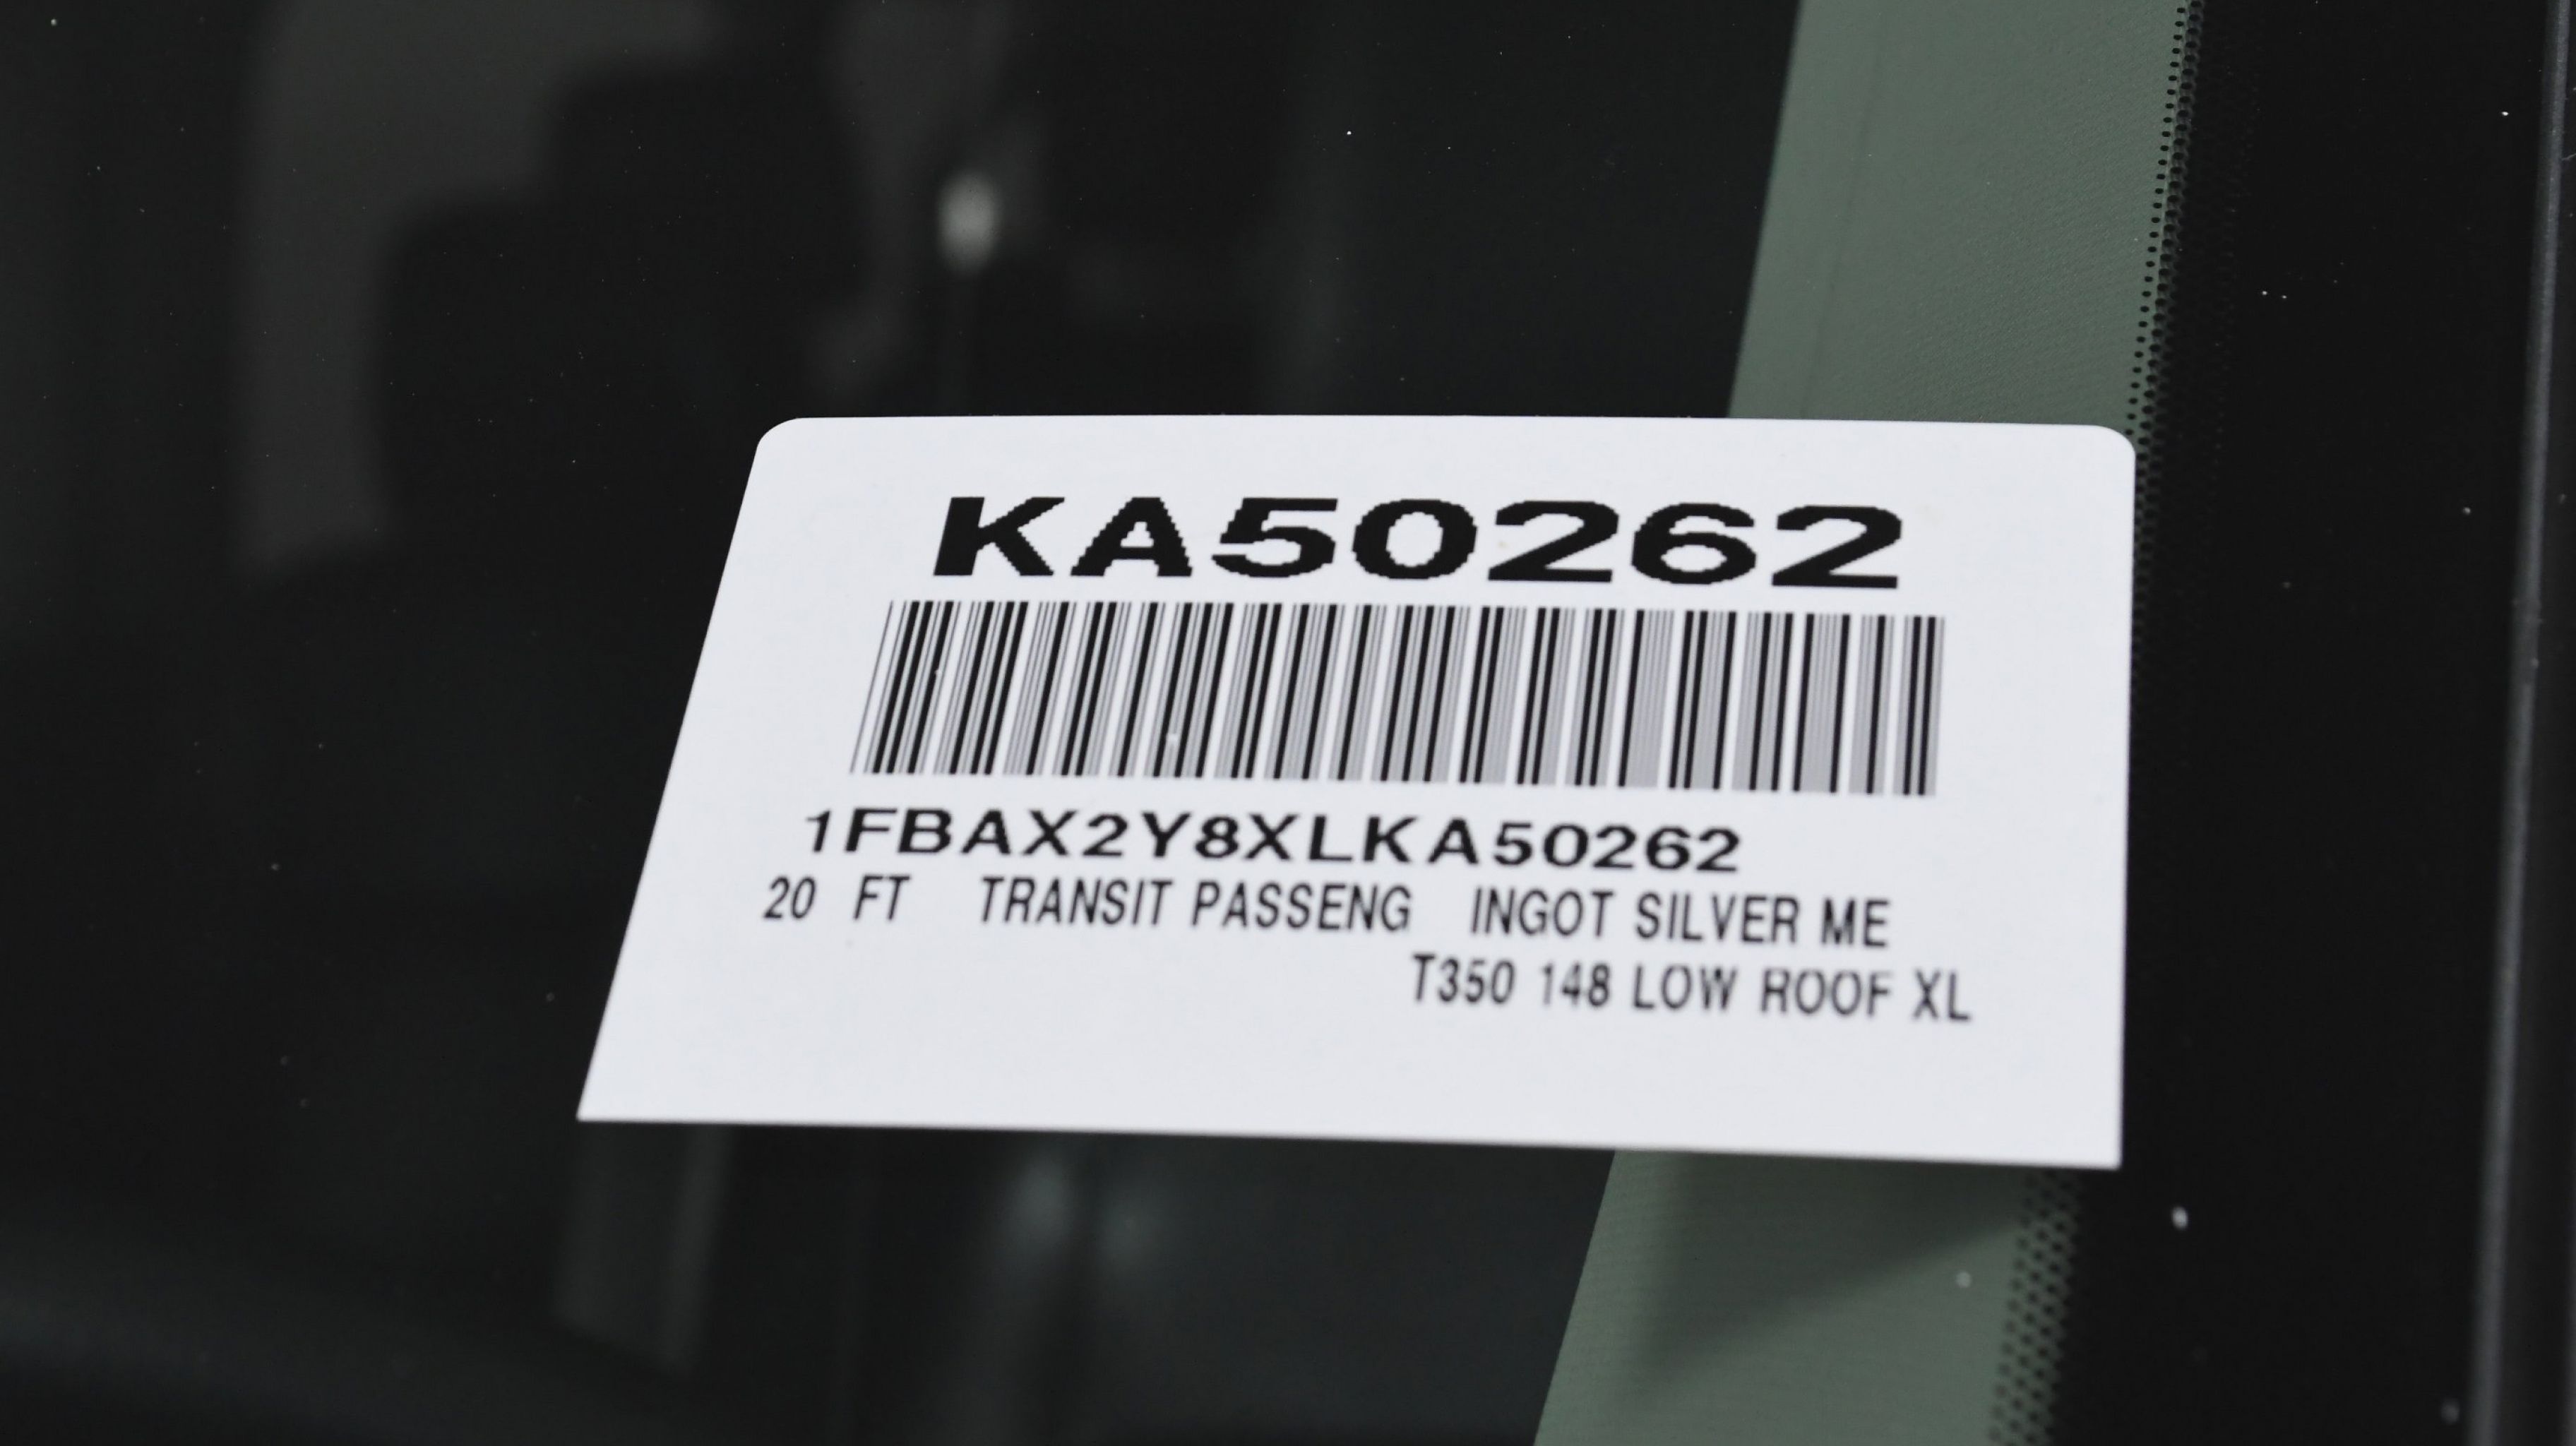 KA50262
1FBAX2Y8XLKA50262
20 FT TRANSIT PASSENG INGOT SILVER ME
T350 148 LOW ROOF XL